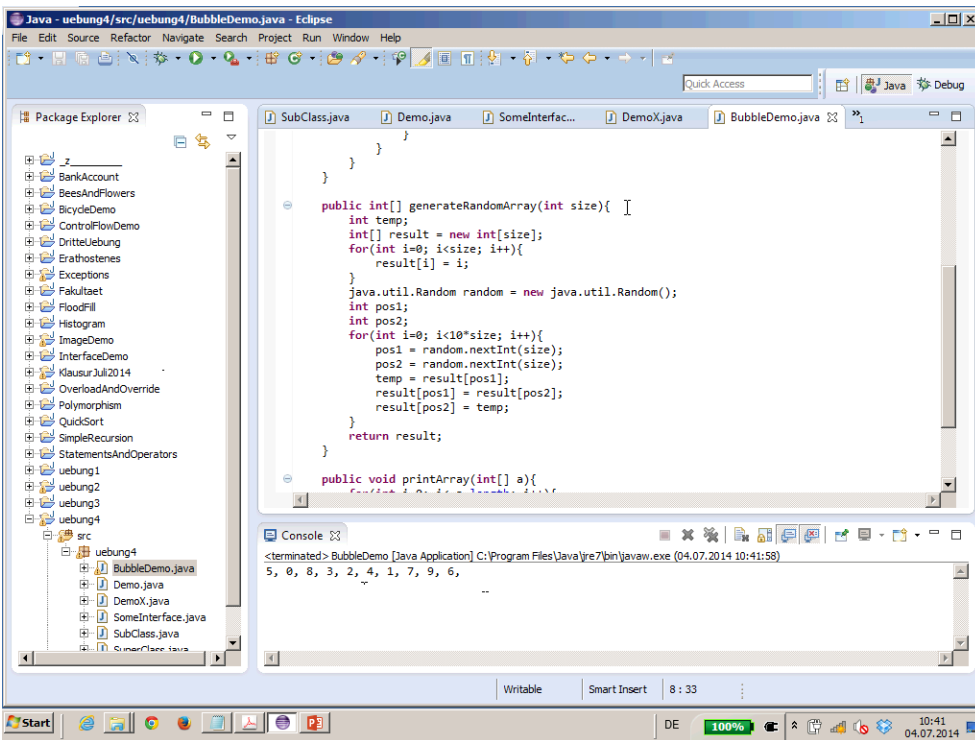 Java - uebung4/src/uebung4/BubbleDemo.java - Eclipse
File Edit Source Refactor Navigate Search Project Run Window Help
Quick Access
Java
Debug
Package Explorer
_z_________
BankAccount
BeesAndFlowers
BicycleDemo
ControlFlowDemo
DritteUebung
Erathostenes
Exceptions
Fakultaet
FloodFill
Histogram
ImageDemo
InterfaceDemo
KlausurJuli2014
OverloadAndOverride
Polymorphism
QuickSort
SimpleRecursion
StatementsAndOperators
uebung1
uebung2
uebung3
uebung4
src
uebung4
BubbleDemo.java
Demo.java
DemoX.java
SomeInterface.java
SubClass.java
SuperClass.java
SubClass.java
Demo.java
SomeInterfac...
DemoX.java
BubbleDemo.java
»1
}
}
}
}
public int[] generateRandomArray(int size){
int temp;
int[] result = new int[size];
for(int i=0; i<size; i++){
result[i] = i;
}
java.util.Random random = new java.util.Random();
int pos1;
int pos2;
for(int i=0; i<10*size; i++){
pos1 = random.nextInt(size);
pos2 = random.nextInt(size);
temp = result[pos1];
result[pos1] = result[pos2];
result[pos2] = temp;
}
return result;
}
public void printArray(int[] a){
for(int i=0; i< a.length; i++){
Console
<terminated> BubbleDemo [Java Application] C:\Program Files\Java\jre7\bin\javaw.exe (04.07.2014 10:41:58)
5, 0, 8, 3, 2, 4, 1, 7, 9, 6,
Writable
Smart Insert
8 : 33
Start
DE
100%
10:41
04.07.2014